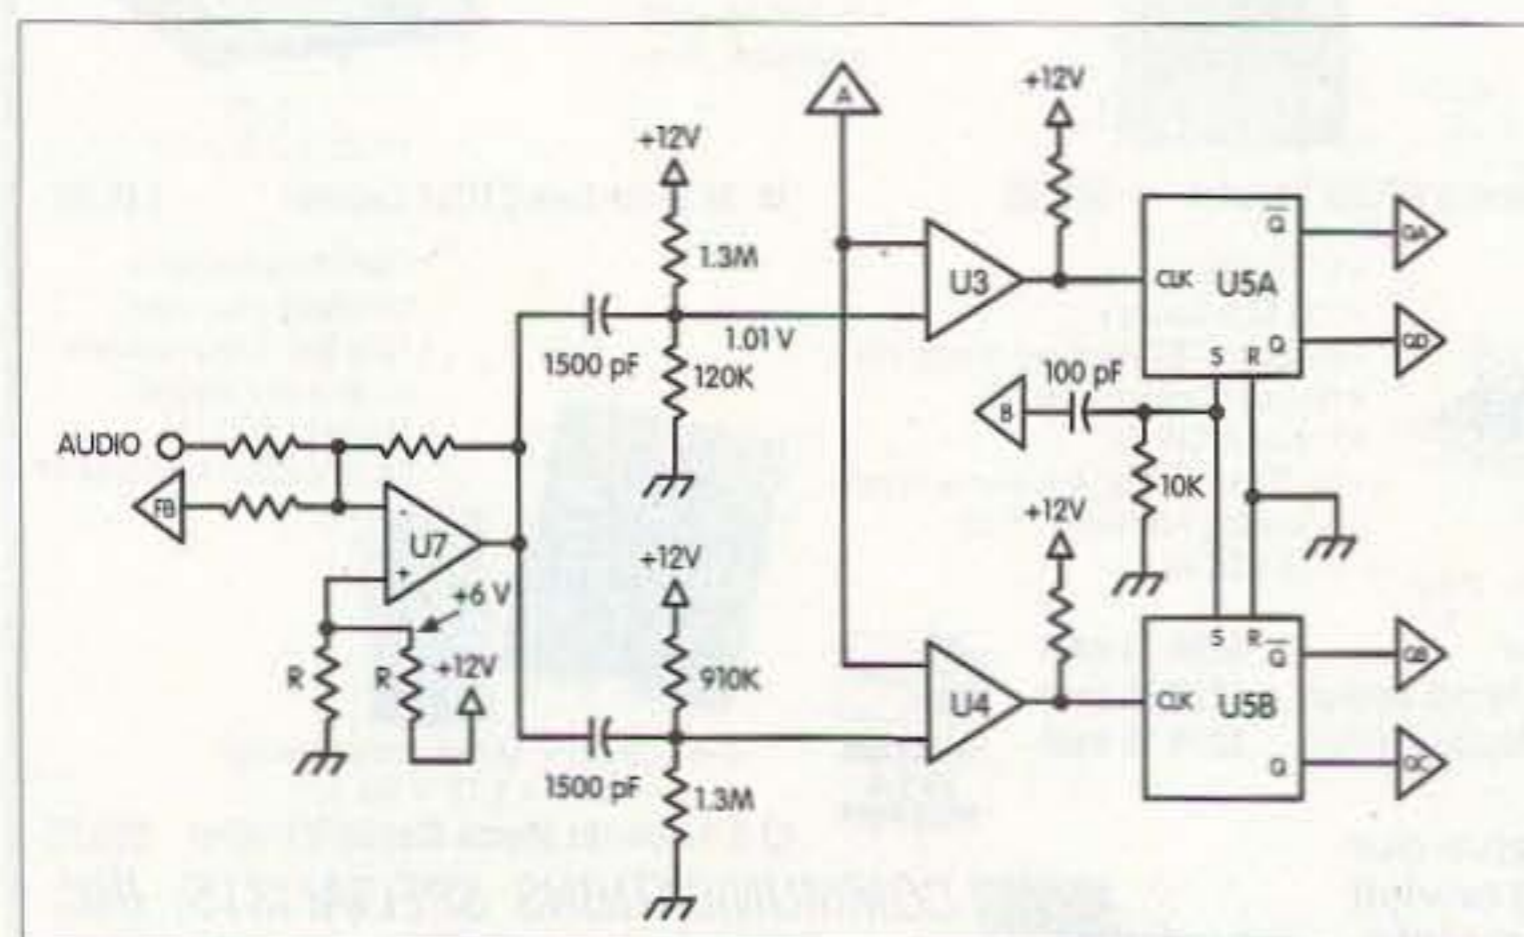 +12V
A
+12V
1.3M
U3
CLK
Q
U5A
QA
1500 pF
1.01 V
120K
Q
QD
S R
100 pF
B
AUDIO
FB
-
U7
+
+6 V
10K
+12V
+12V
R
R
+12V
910K
U4
S R
Q
CLK
U5B
QB
1500 pF
1.3M
Q
QC